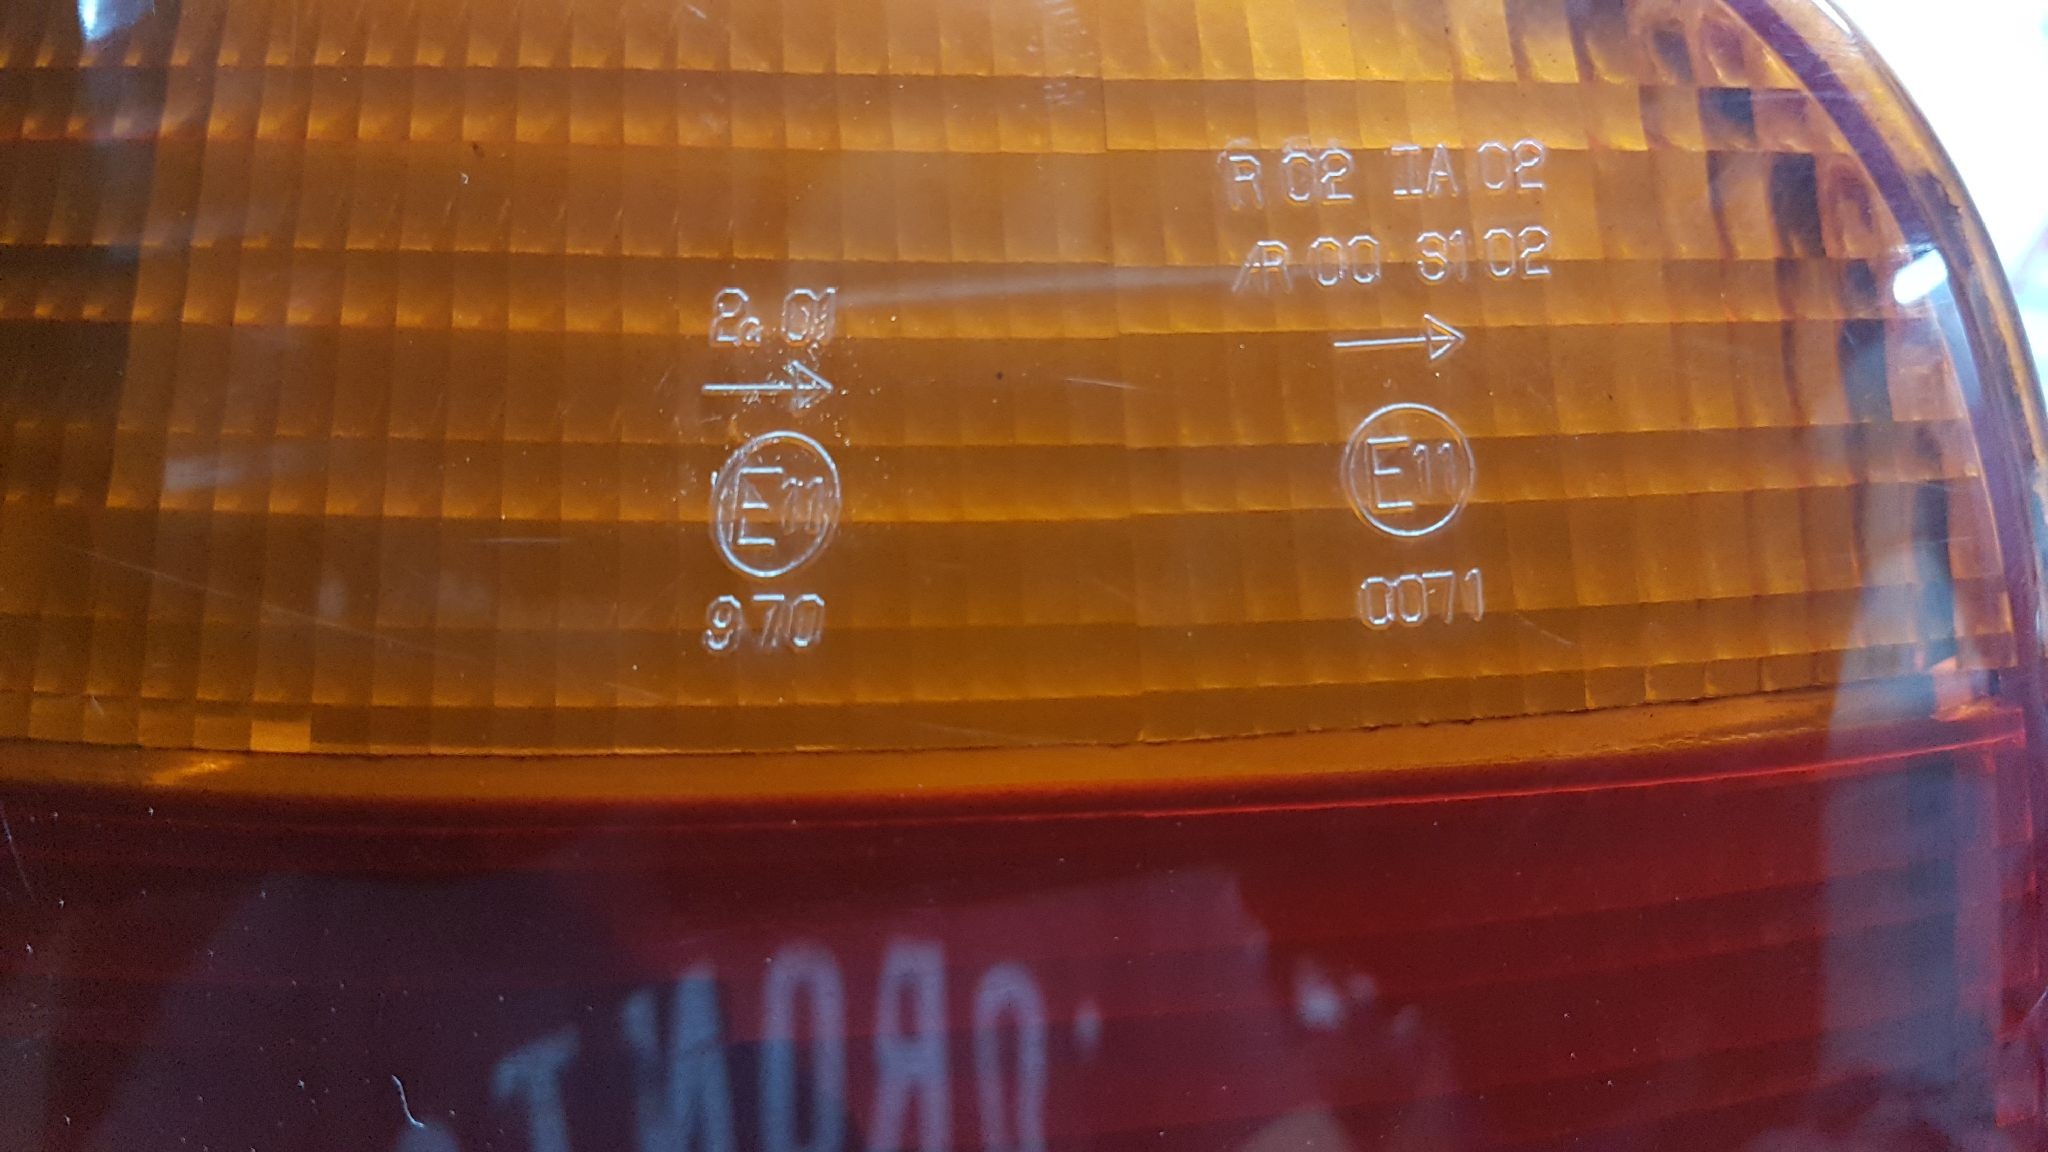 2a 01
→
E11
970
R 02 IIA 02
AR 00 S1 02
→
E11
0071